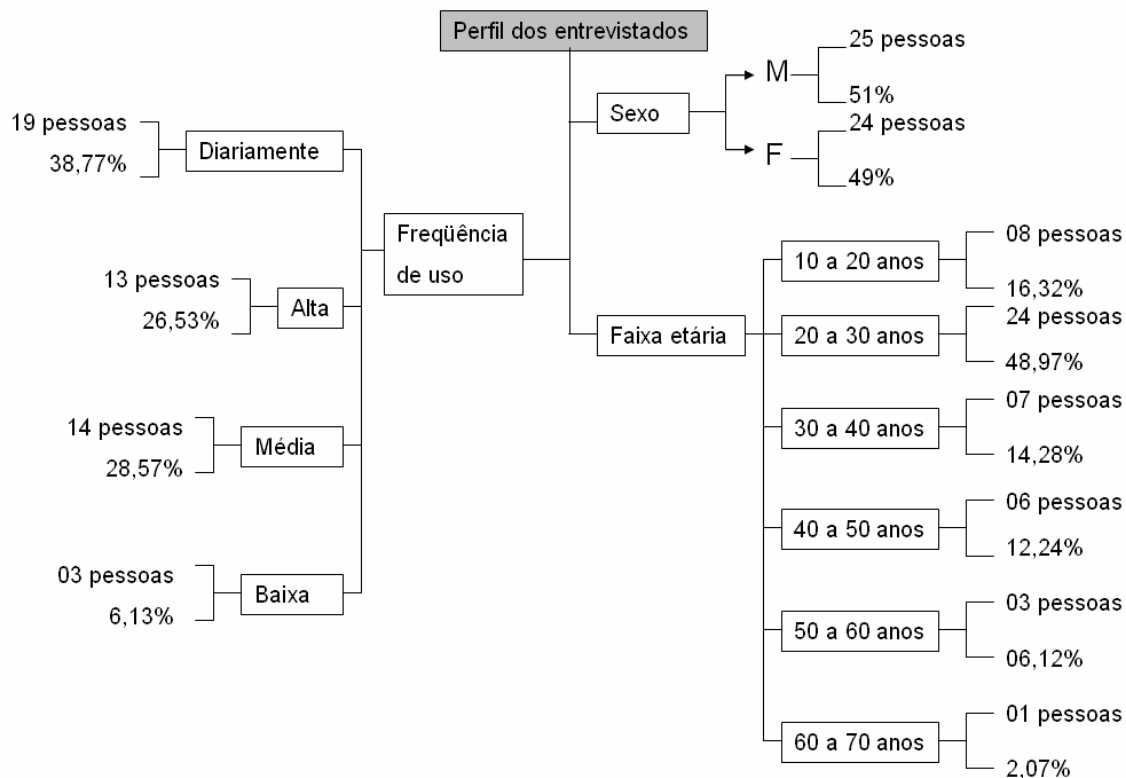 Perfil dos entrevistados
Sexo
M
25 pessoas
51%
F
24 pessoas
49%
Freqüência
de uso
Diariamente
19 pessoas
38,77%
Alta
13 pessoas
26,53%
Média
14 pessoas
28,57%
Baixa
03 pessoas
6,13%
Faixa etária
10 a 20 anos
08 pessoas
16,32%
20 a 30 anos
24 pessoas
48,97%
30 a 40 anos
07 pessoas
14,28%
40 a 50 anos
06 pessoas
12,24%
50 a 60 anos
03 pessoas
06,12%
60 a 70 anos
01 pessoas
2,07%